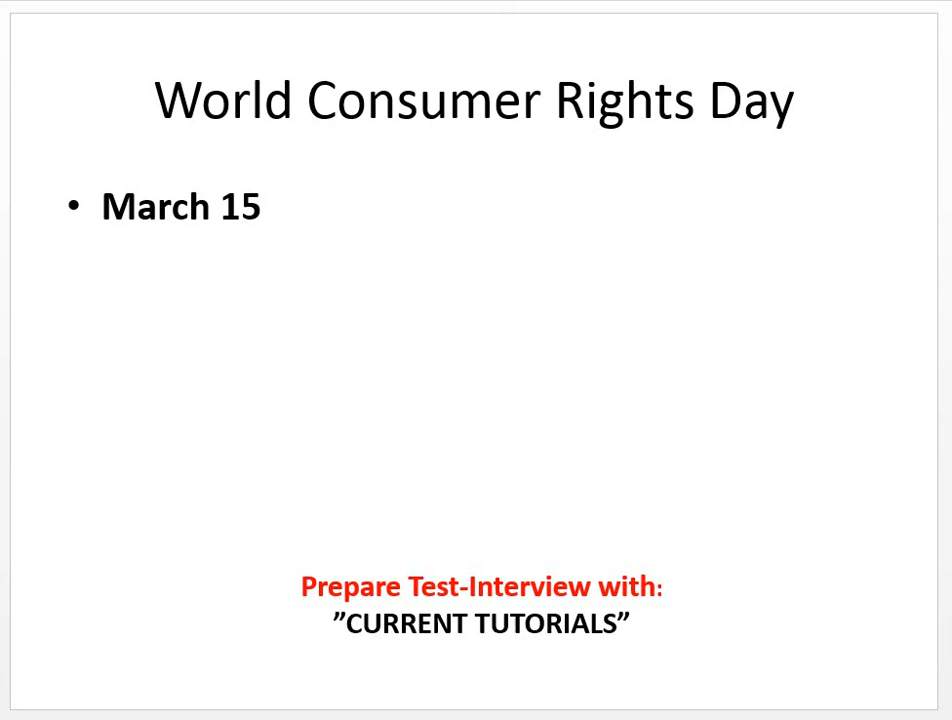 World Consumer Rights Day
• March 15
Prepare Test-Interview with:
”CURRENT TUTORIALS”